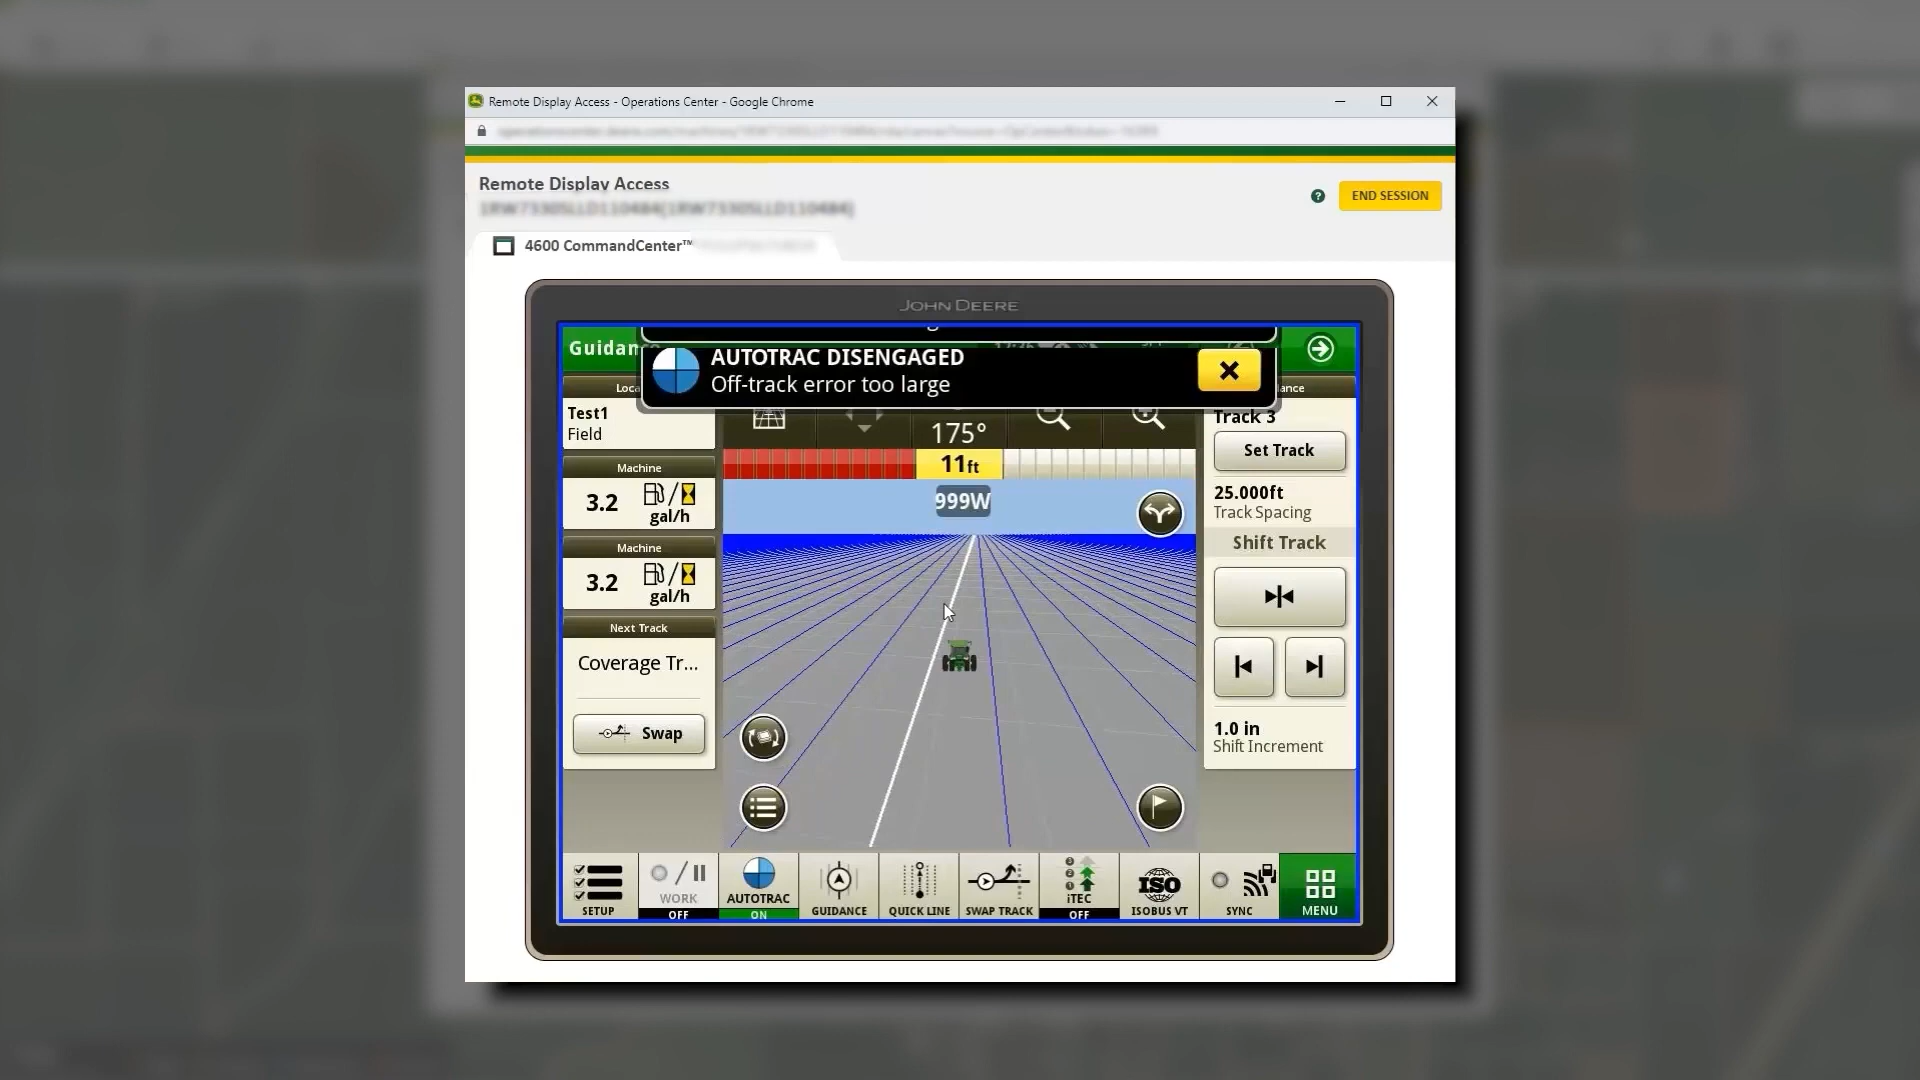 Remote Display Access - Operations Center - Google Chrome
Remote Display Access
END SESSION
4600 CommandCenter™
JOHN DEERE
Guidance
AUTOTRAC DISENGAGED
Off-track error too large
Test1
Field
175°
Track 3
Set Track
11ft
Machine
3.2
gal/h
25.000ft
Track Spacing
999W
Shift Track
Machine
3.2
gal/h
Next Track
Coverage Tr...
Swap
1.0 in
Shift Increment
SETUP
WORK
OFF
AUTOTRAC
ON
GUIDANCE
QUICK LINE
SWAP TRACK
iTEC
OFF
ISO
ISOBUS VT
SYNC
MENU